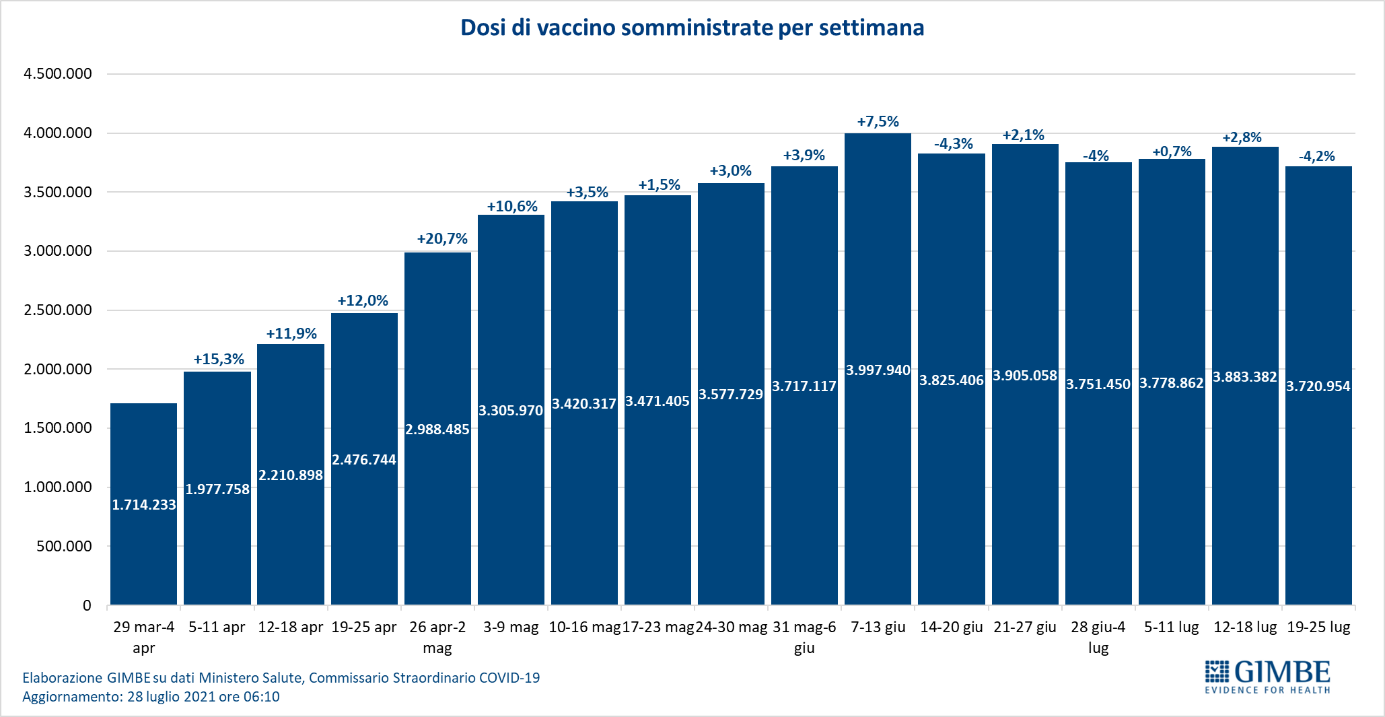 Dosi di vaccino somministrate per settimana
4.500.000
4.000.000
3.500.000
3.000.000
2.500.000
2.000.000
1.500.000
1.000.000
500.000
0
+15,3%
+11,9%
+12,0%
+20,7%
+10,6%
+3,5%
+1,5%
+3,0%
+3,9%
+7,5%
-4,3%
+2,1%
-4%
+0,7%
+2,8%
-4,2%
1.714.233
1.977.758
2.210.898
2.476.744
2.988.485
3.305.970
3.420.317
3.471.405
3.577.729
3.717.117
3.997.940
3.825.406
3.905.058
3.751.450
3.778.862
3.883.382
3.720.954
29 mar-4
apr
5-11 apr
12-18 apr
19-25 apr
26 apr-2
mag
3-9 mag
10-16 mag
17-23 mag
24-30 mag
31 mag-6
giu
7-13 giu
14-20 giu
21-27 giu
28 giu-4
lug
5-11 lug
12-18 lug
19-25 lug
Elaborazione GIMBE su dati Ministero Salute, Commissario Straordinario COVID-19
Aggiornamento: 28 luglio 2021 ore 06:10
GIMBE
EVIDENCE FOR HEALTH